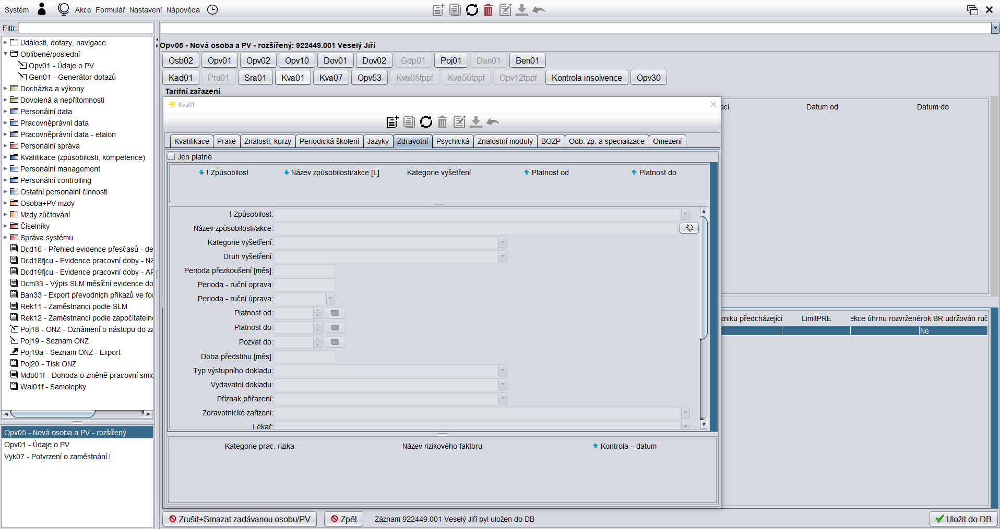 Systém Akce Formulář Nastavení Nápověda
Filtr:
Události, dotazy, navigace
Oblíbené/poslední
Opv01 - Údaje o PV
Gen01 - Generátor dotazů
Docházka a výkony
Dovolená a nepřítomnosti
Personální data
Pracovněprávní data
Pracovněprávní data - etalon
Personální správa
Kvalifikace (způsobilosti, kompetence)
Personální management
Personální controlling
Ostatní personální činnosti
Osoba+PV mzdy
Mzdy zúčtování
Číselníky
Správa systému
Dcd16 - Přehled evidence přesčasů - de
Dcd18fjcu - Evidence pracovní doby - NZ
Dcd19fjcu - Evidence pracovní doby - AF
Dcm33 - Výpis SLM měsíční evidence do
Ban33 - Export převodních příkazů ve for
Rek11 - Zaměstnanci podle SLM
Rek12 - Zaměstnanci podle započitatelno
Poj18 - ONZ - Oznámení o nástupu do za
Poj19 - Seznam ONZ
Poj19a - Seznam ONZ - Export
Poj20 - Tisk ONZ
Mdo01f - Dohoda o změně pracovní smlo
Wal01f - Samolepky
Opv05 - Nová osoba a PV - rozšířený
Opv01 - Údaje o PV
Vyk07 - Potvrzení o zaměstnání I
Opv05 - Nová osoba a PV - rozšířený: 922449.001 Veselý Jiří
Osb02 Opv01 Opv02 Opv10 Dov01 Dov02 Gdp01 Poj01 Dan01 Ben01
Kad01 Pru01 Sra01 Kva01 Kva07 Opv53 Kva05fppf Kva55fppf Opv12fppf Kontrola insolvence Opv30
Tarifní zařazení
ací Datum od Datum do
Kva01
Kvalifikace Praxe Znalosti, kurzy Periodická školení Jazyky Zdravotní Psychická Znalostní moduly BOZP Odb. zp. a specializace Omezení
Jen platné
! Způsobilost Název způsobilosti/akce [L] Kategorie vyšetření Platnost od Platnost do
! Způsobilost:
Název způsobilosti/akce:
Kategorie vyšetření:
Druh vyšetření:
Perioda přezkoušení [měs]:
Perioda - ruční oprava:
Perioda - ruční úprava:
Platnost od:
Platnost do:
Pozvat do:
Doba předstihu [měs]:
Typ výstupního dokladu:
Vydavatel dokladu:
Příznak přiřazení:
Zdravotnické zařízení:
Lékař:
Kategorie prac. rizika Název rizikového faktoru Kontrola – datum
zniku předcházející LimitPRE ekce úhrnu rozvržené rok BR udržován ruč
Ne
Zrušit+Smazat zadávanou osobu/PV Zpět Záznam 922449.001 Veselý Jiří byl uložen do DB Uložit do DB